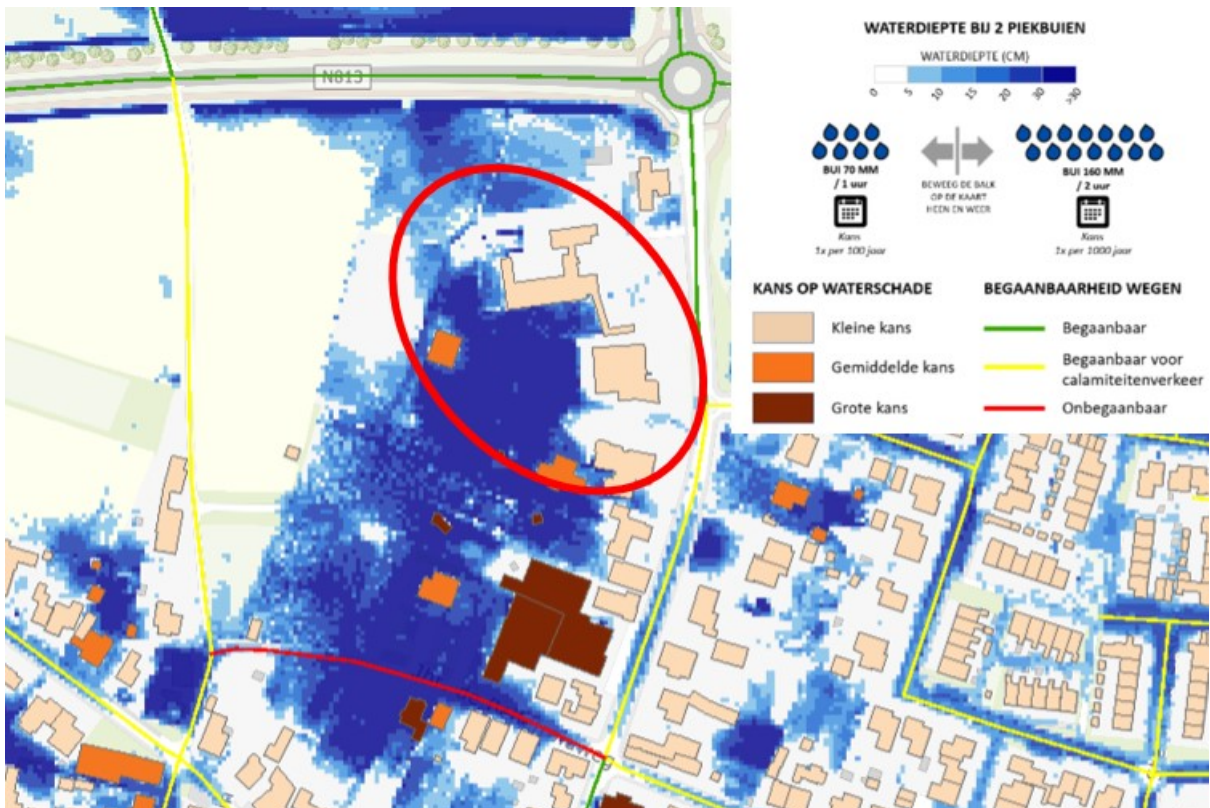 N813
WATERDIEPTE BIJ 2 PIEKBUIEN
WATERDIEPTE (CM)
0 5 10 15 20 30 >30
BUI 70 MM
/ 1 uur
BEWEEG DE BALK
OP DE KAART
HEEN EN WEER
BUI 160 MM
/ 2 uur
Kans
1x per 100 jaar
Kans
1x per 1000 jaar
KANS OP WATERSCHADE
Kleine kans
Gemiddelde kans
Grote kans
BEGAANBAARHEID WEGEN
Begaanbaar
Begaanbaar voor
calamiteitenverkeer
Onbegaanbaar